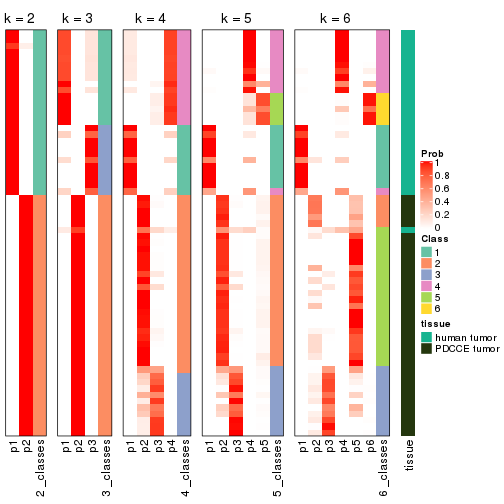 k = 2
k = 3
k = 4
k = 5
k = 6
p1
p2
2_classes
p1
p2
p3
3_classes
p1
p2
p3
p4
4_classes
p1
p2
p3
p4
p5
5_classes
p1
p2
p3
p4
p5
p6
6_classes
tissue
Prob
1
0.8
0.6
0.4
0.2
0
Class
1
2
3
4
5
6
tissue
human tumor
PDCCE tumor